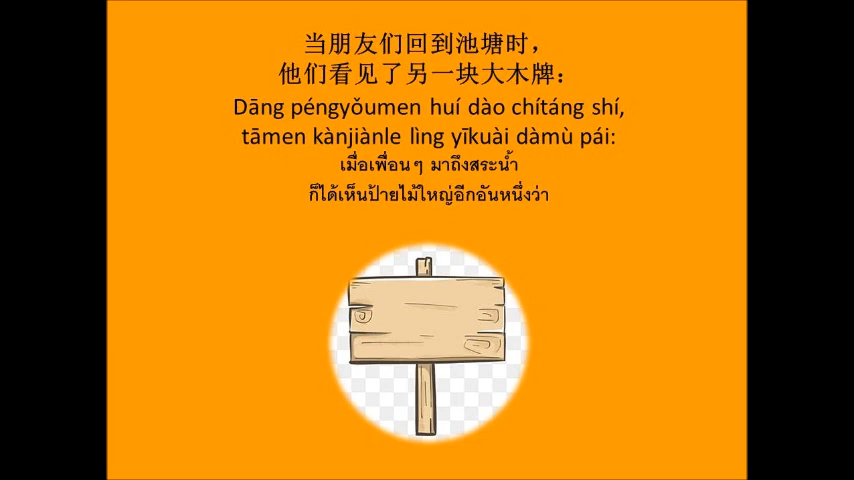 当朋友们回到池塘时，
他们看见了另一块大木牌：
Dāng péngyǒumen huí dào chítáng shí,
tāmen kànjiànle lìng yīkuài dàmù pái:
เมื่อเพื่อนๆ มาถึงสระน้ำ
ก็ได้เห็นป้ายไม้ใหญ่อีกอันหนึ่งว่า